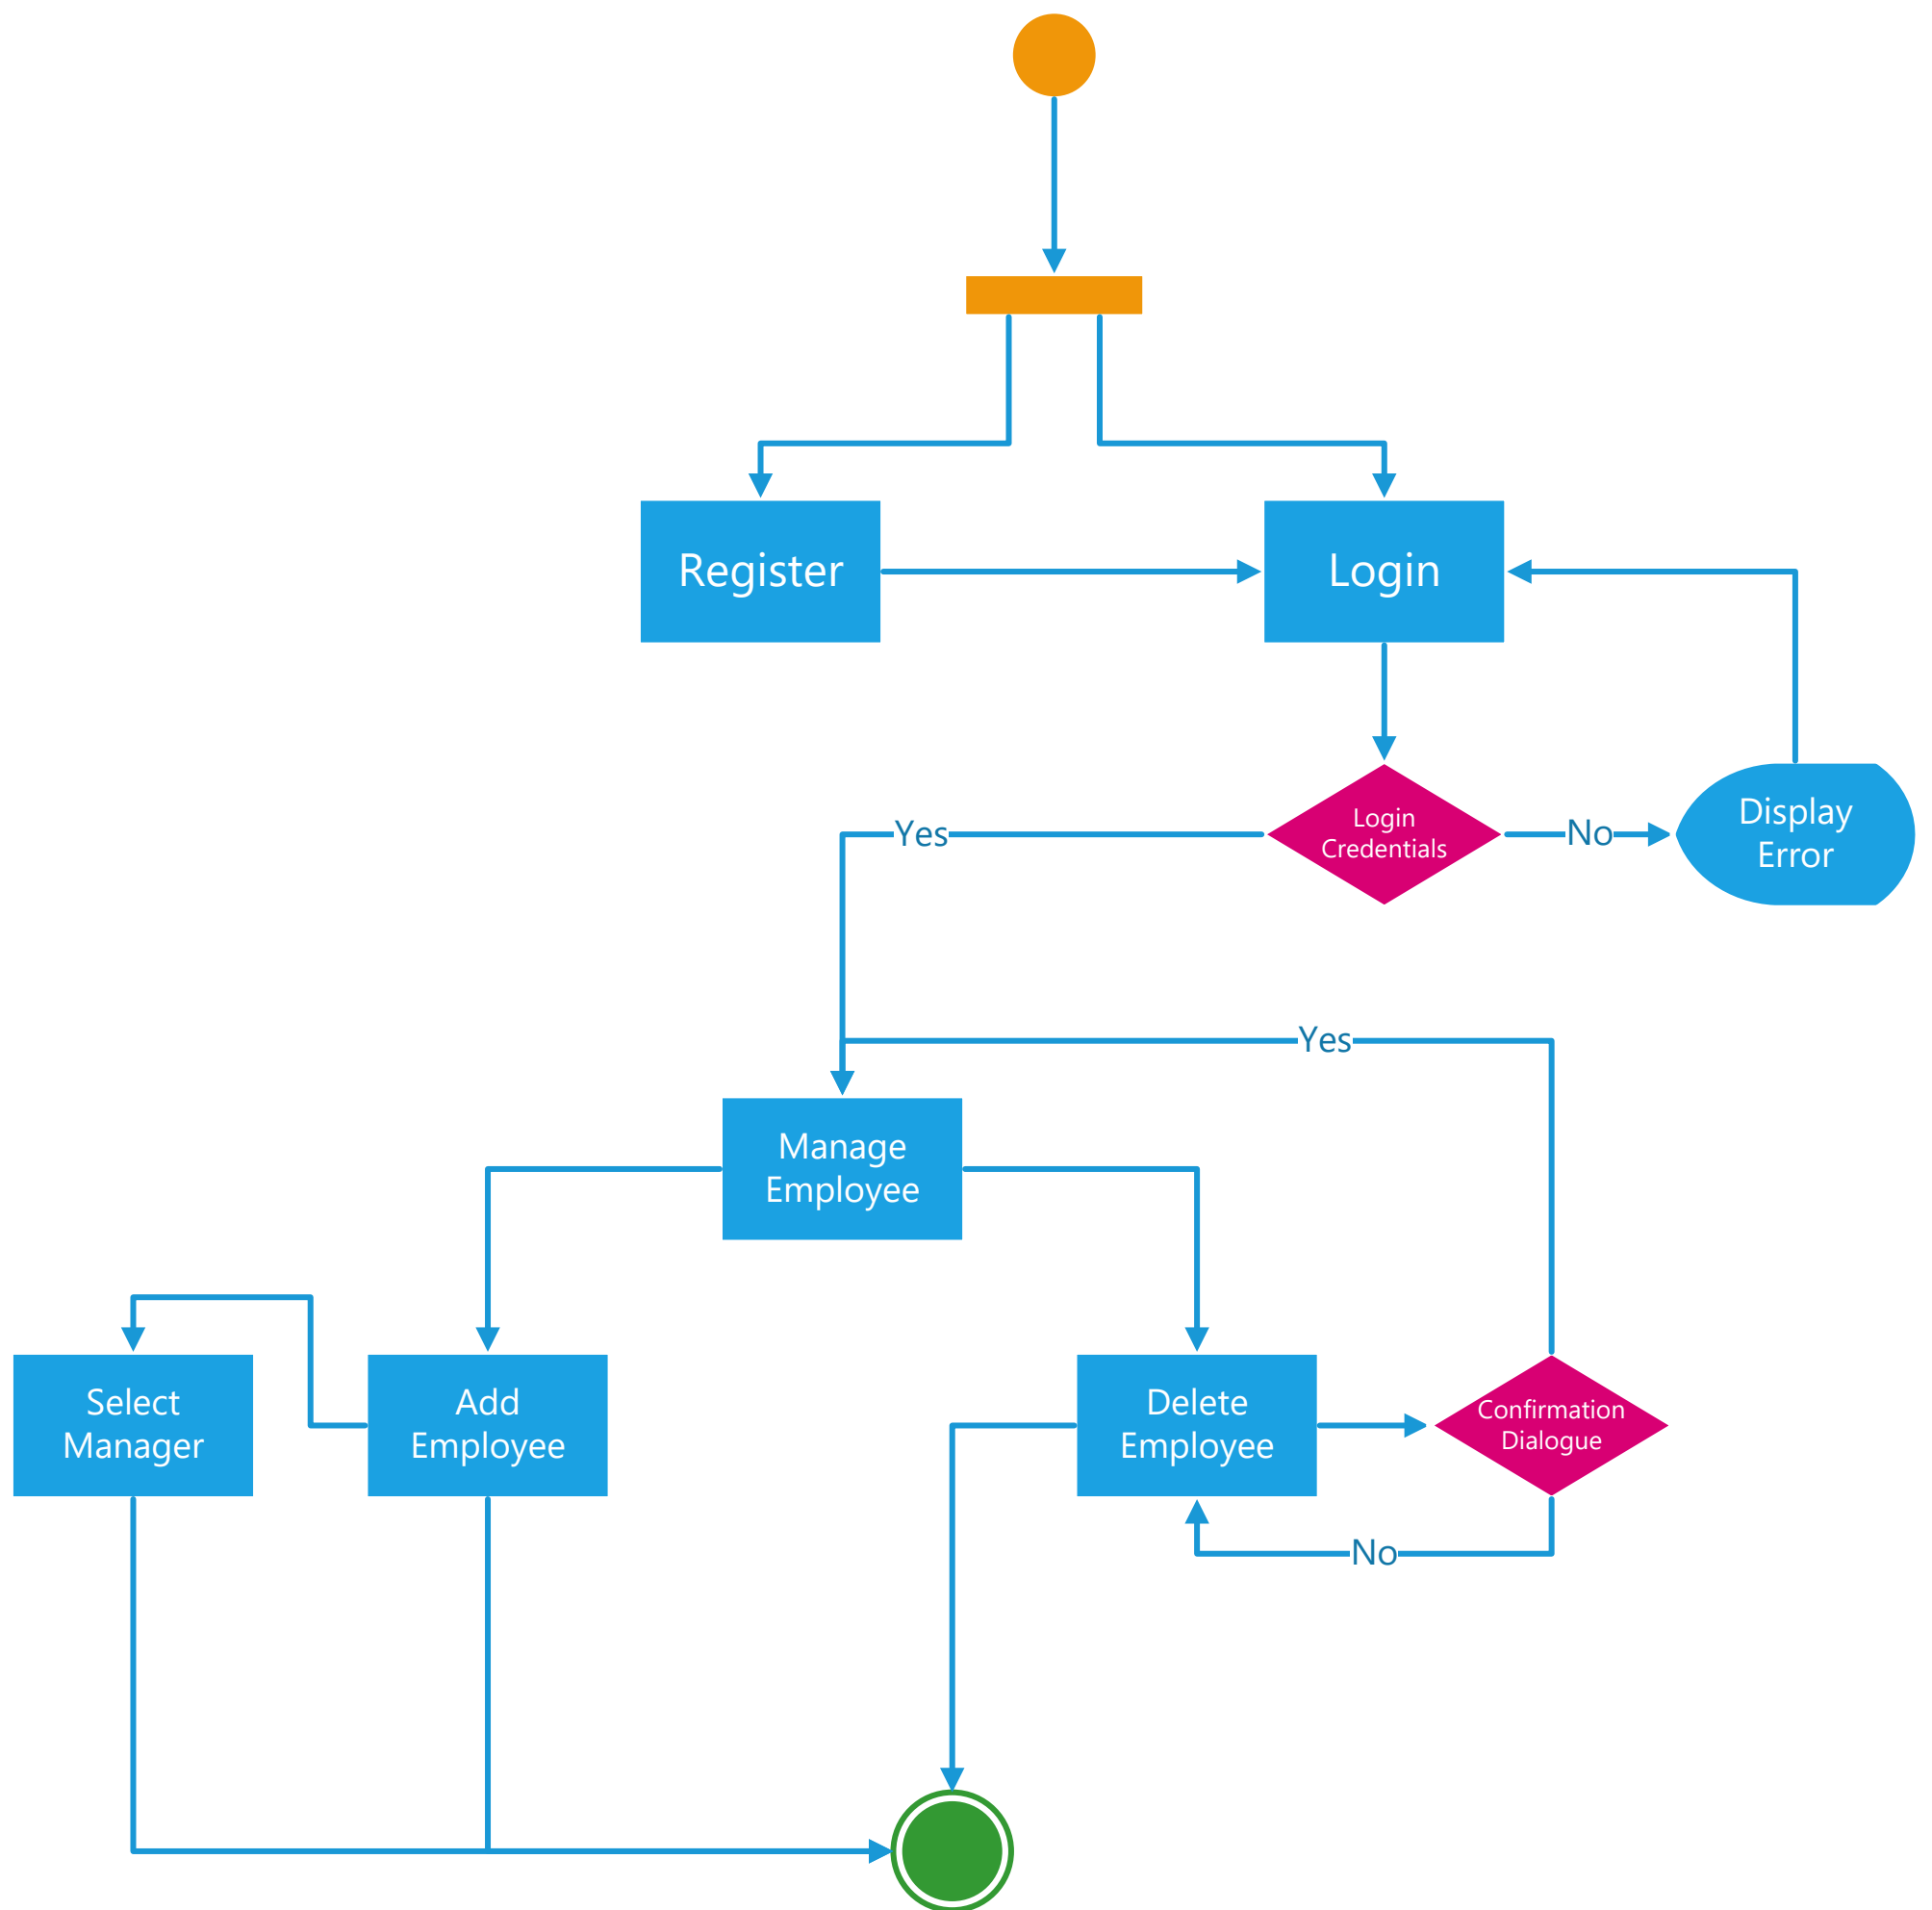 Register
Login
Login
Credentials
Yes
No
Display
Error
Yes
Manage
Employee
Select
Manager
Add
Employee
Delete
Employee
Confirmation
Dialogue
No